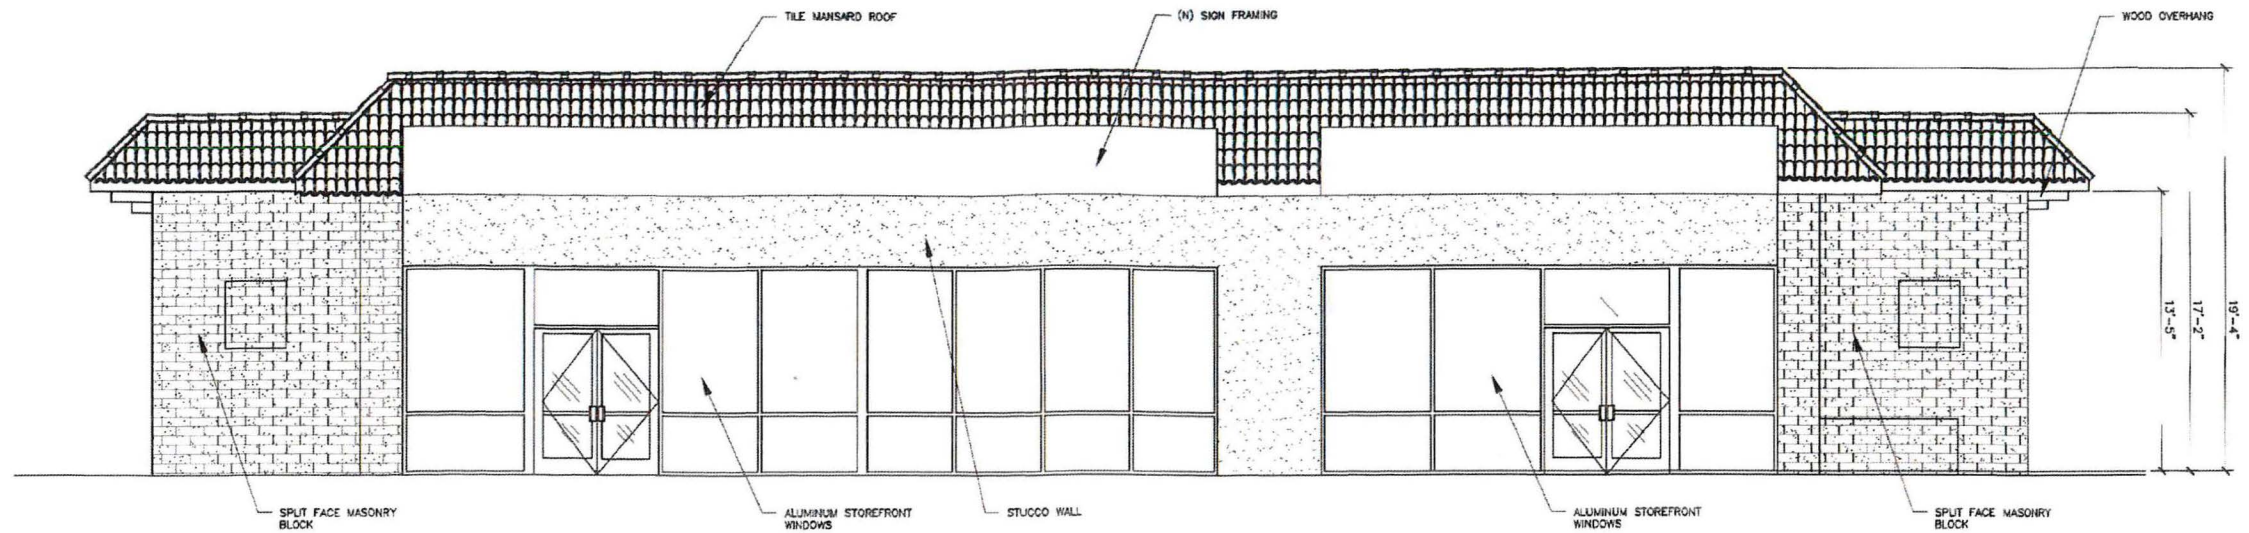 TILE MANSARD ROOF
(N) SIGN FRAMING
WOOD OVERHANG
13'-5"
17'-2"
19'-4"
SPLIT FACE MASONRY
BLOCK
ALUMINUM STOREFRONT
WINDOWS
STUCCO WALL
ALUMINUM STOREFRONT
WINDOWS
SPLIT FACE MASONRY
BLOCK